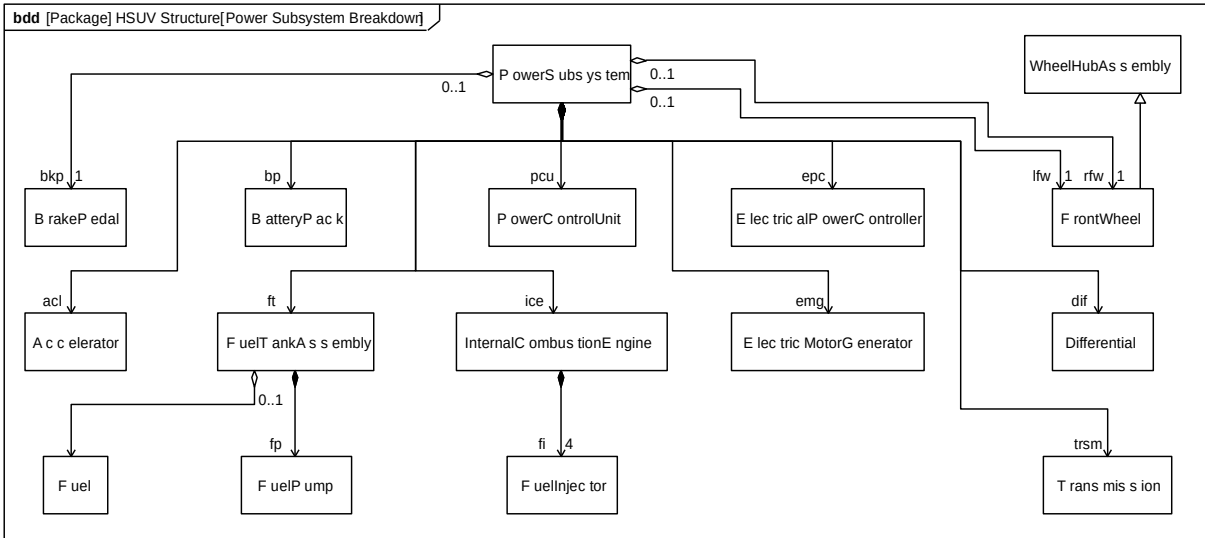 bdd [Package] HSUV Structure[Power Subsystem Breakdown]
PowerSubsystem
WheelHubAssembly
0..1
0..1
0..1
bkp 1
bp
pcu
epc
lfw 1
rfw 1
BrakePedal
BatteryPack
PowerControlUnit
ElectricalPowerController
FrontWheel
acl
ft
ice
emg
dif
Accelerator
FuelTankAssembly
InternalCombustionEngine
ElectricMotorGenerator
Differential
0..1
fp
fi 4
trsm
Fuel
FuelPump
FuelInjector
Transmission